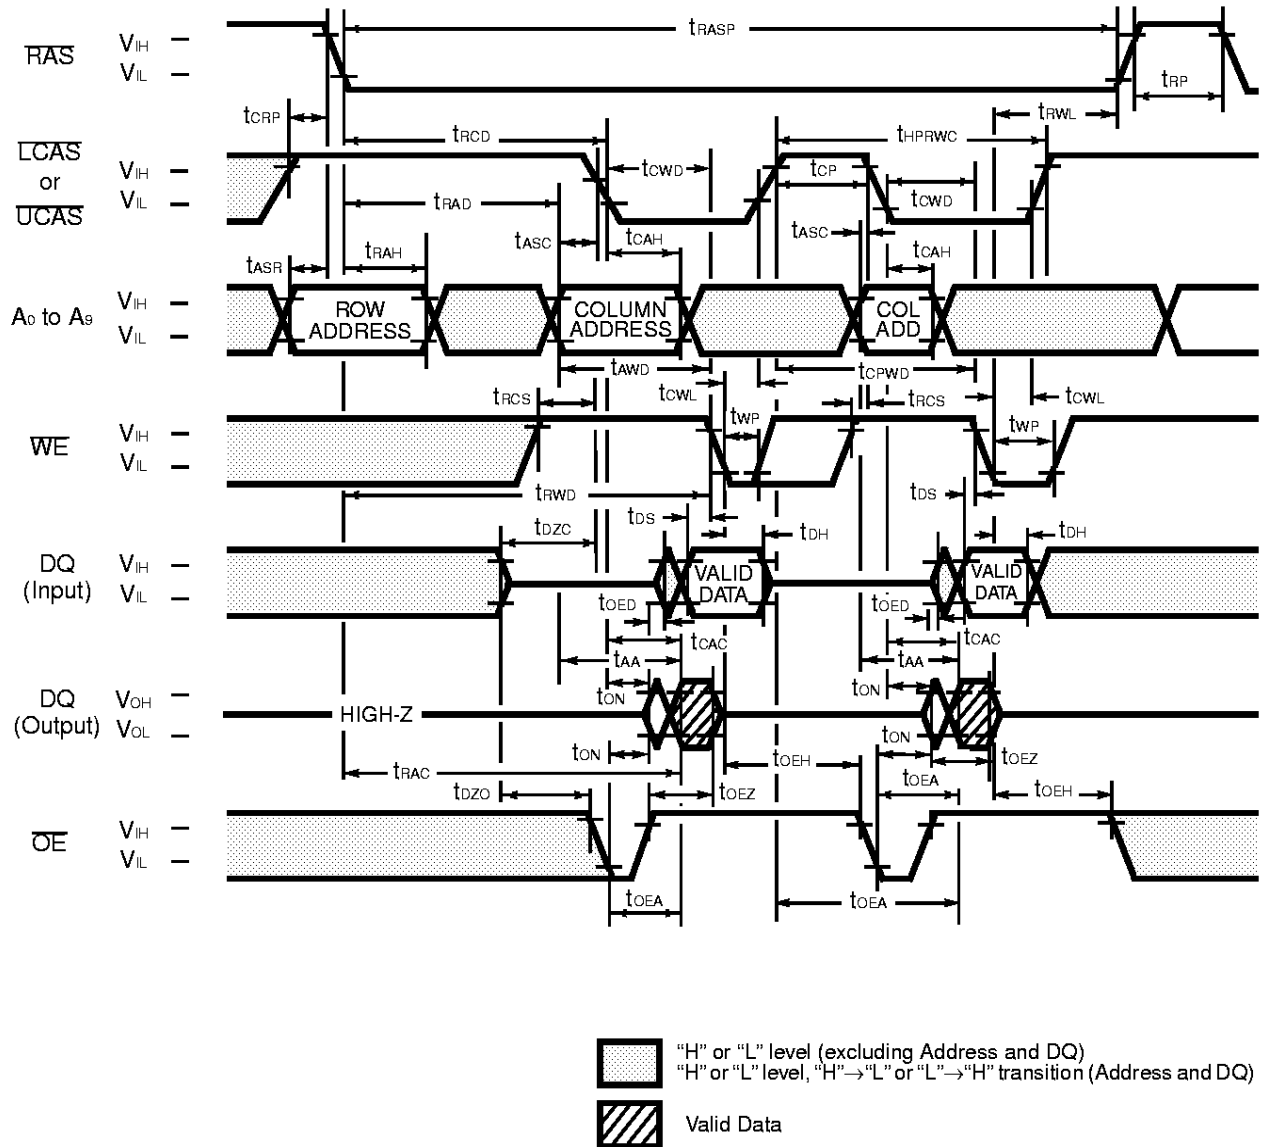 tRASP
RAS
VIH
VIL
tRP
tCRP
tRCD
tHPRWC
tRWL
LCAS
or
UCAS
VIH
VIL
tCWD
tCP
tCWD
tRAD
tASC
tCAH
tASC
tCAH
tASR
tRAH
A0 to A9
VIH
VIL
ROW
ADDRESS
COLUMN
ADDRESS
COL
ADD
tAWD
tCPWD
tRCS
tCWL
tRCS
tCWL
WE
VIH
VIL
tWP
tWP
tRWD
tDS
tDS
tDZC
tDH
tDH
DQ
(Input)
VIH
VIL
VALID
DATA
VALID
DATA
tOED
tOED
tCAC
tCAC
tAA
tAA
tON
tON
DQ
(Output)
VOH
VOL
HIGH-Z
tON
tON
tRAC
tOEH
tOEZ
tDZO
tOEZ
tOEA
tOEH
OE
VIH
VIL
tOEA
tOEA
“H” or “L” level (excluding Address and DQ)
“H” or “L” level, “H”→“L” or “L”→“H” transition (Address and DQ)
Valid Data